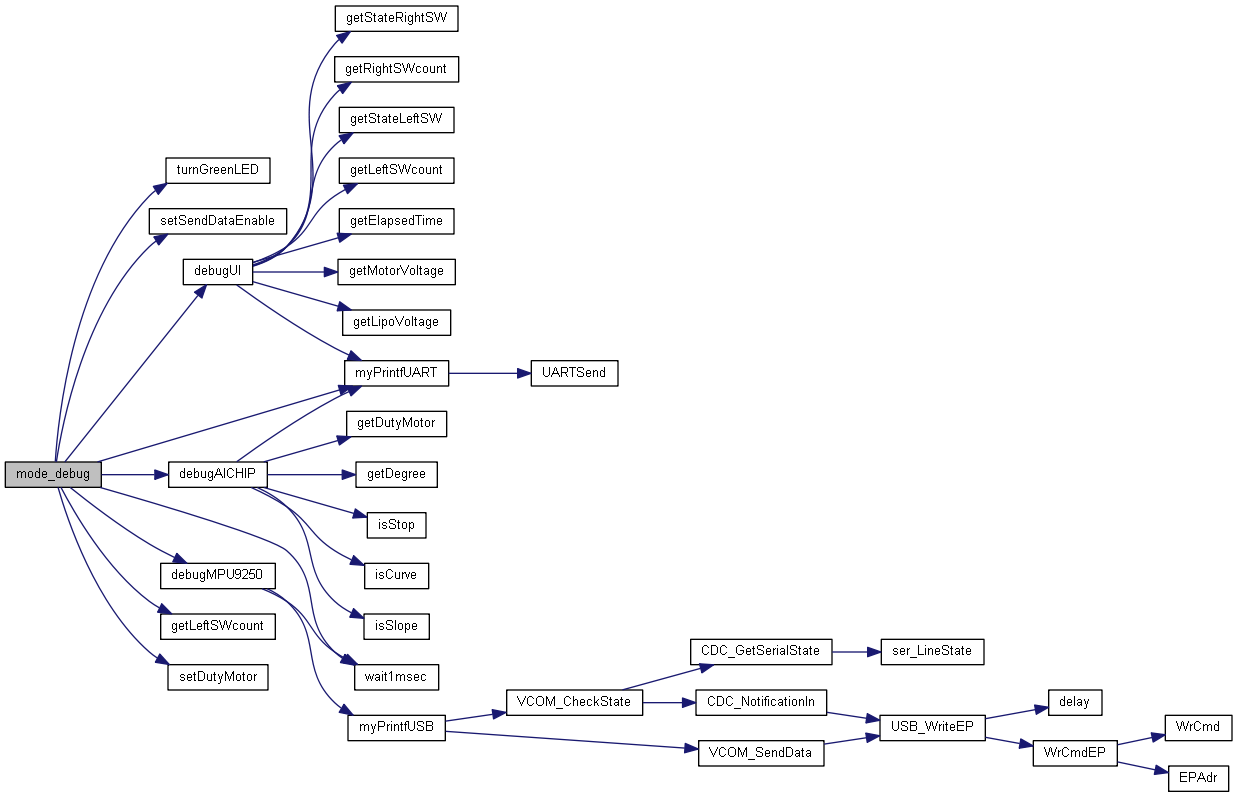 getStateRightSW
getRightSWcount
getStateLeftSW
turnGreenLED
getLeftSWcount
setSendDataEnable
getElapsedTime
debugUI
getMotorVoltage
getLipoVoltage
myPrintfUART
UARTSend
getDutyMotor
mode_debug
debugAICHIP
getDegree
isStop
debugMPU9250
isCurve
getLeftSWcount
isSlope
CDC_GetSerialState
ser_LineState
setDutyMotor
wait1msec
VCOM_CheckState
CDC_NotificationIn
delay
myPrintfUSB
USB_WriteEP
WrCmd
VCOM_SendData
WrCmdEP
EPAdr